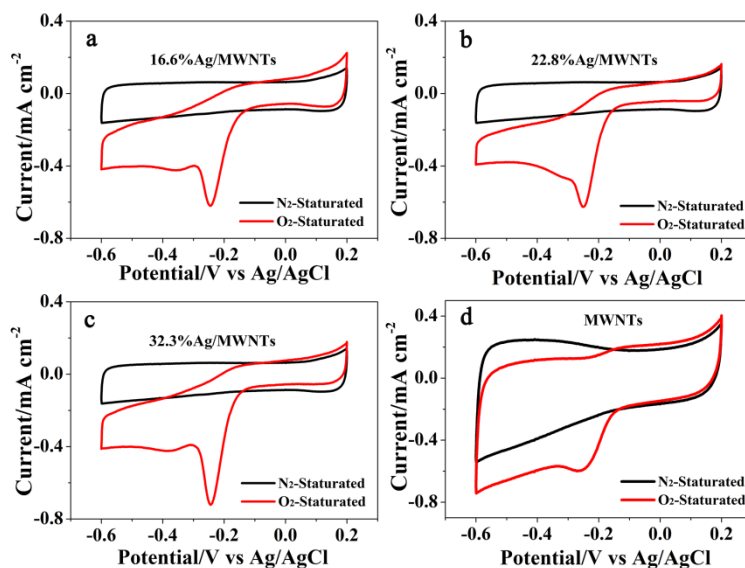 a
16.6%Ag/MWNTs
0.4
0.0
-0.4
-0.8
Current/mA cm-2
N2-Staturated
O2-Staturated
-0.6 -0.4 -0.2 0.0 0.2
Potential/V vs Ag/AgCl
b
22.8%Ag/MWNTs
0.4
0.0
-0.4
-0.8
Current/mA cm-2
N2-Staturated
O2-Staturated
-0.6 -0.4 -0.2 0.0 0.2
Potential/V vs Ag/AgCl
c
32.3%Ag/MWNTs
0.4
0.0
-0.4
-0.8
Current/mA cm-2
N2-Staturated
O2-Staturated
-0.6 -0.4 -0.2 0.0 0.2
Potential/V vs Ag/AgCl
d
MWNTs
0.4
0.0
-0.4
-0.8
Current/mA cm-2
N2-Staturated
O2-Staturated
-0.6 -0.4 -0.2 0.0 0.2
Potential/V vs Ag/AgCl